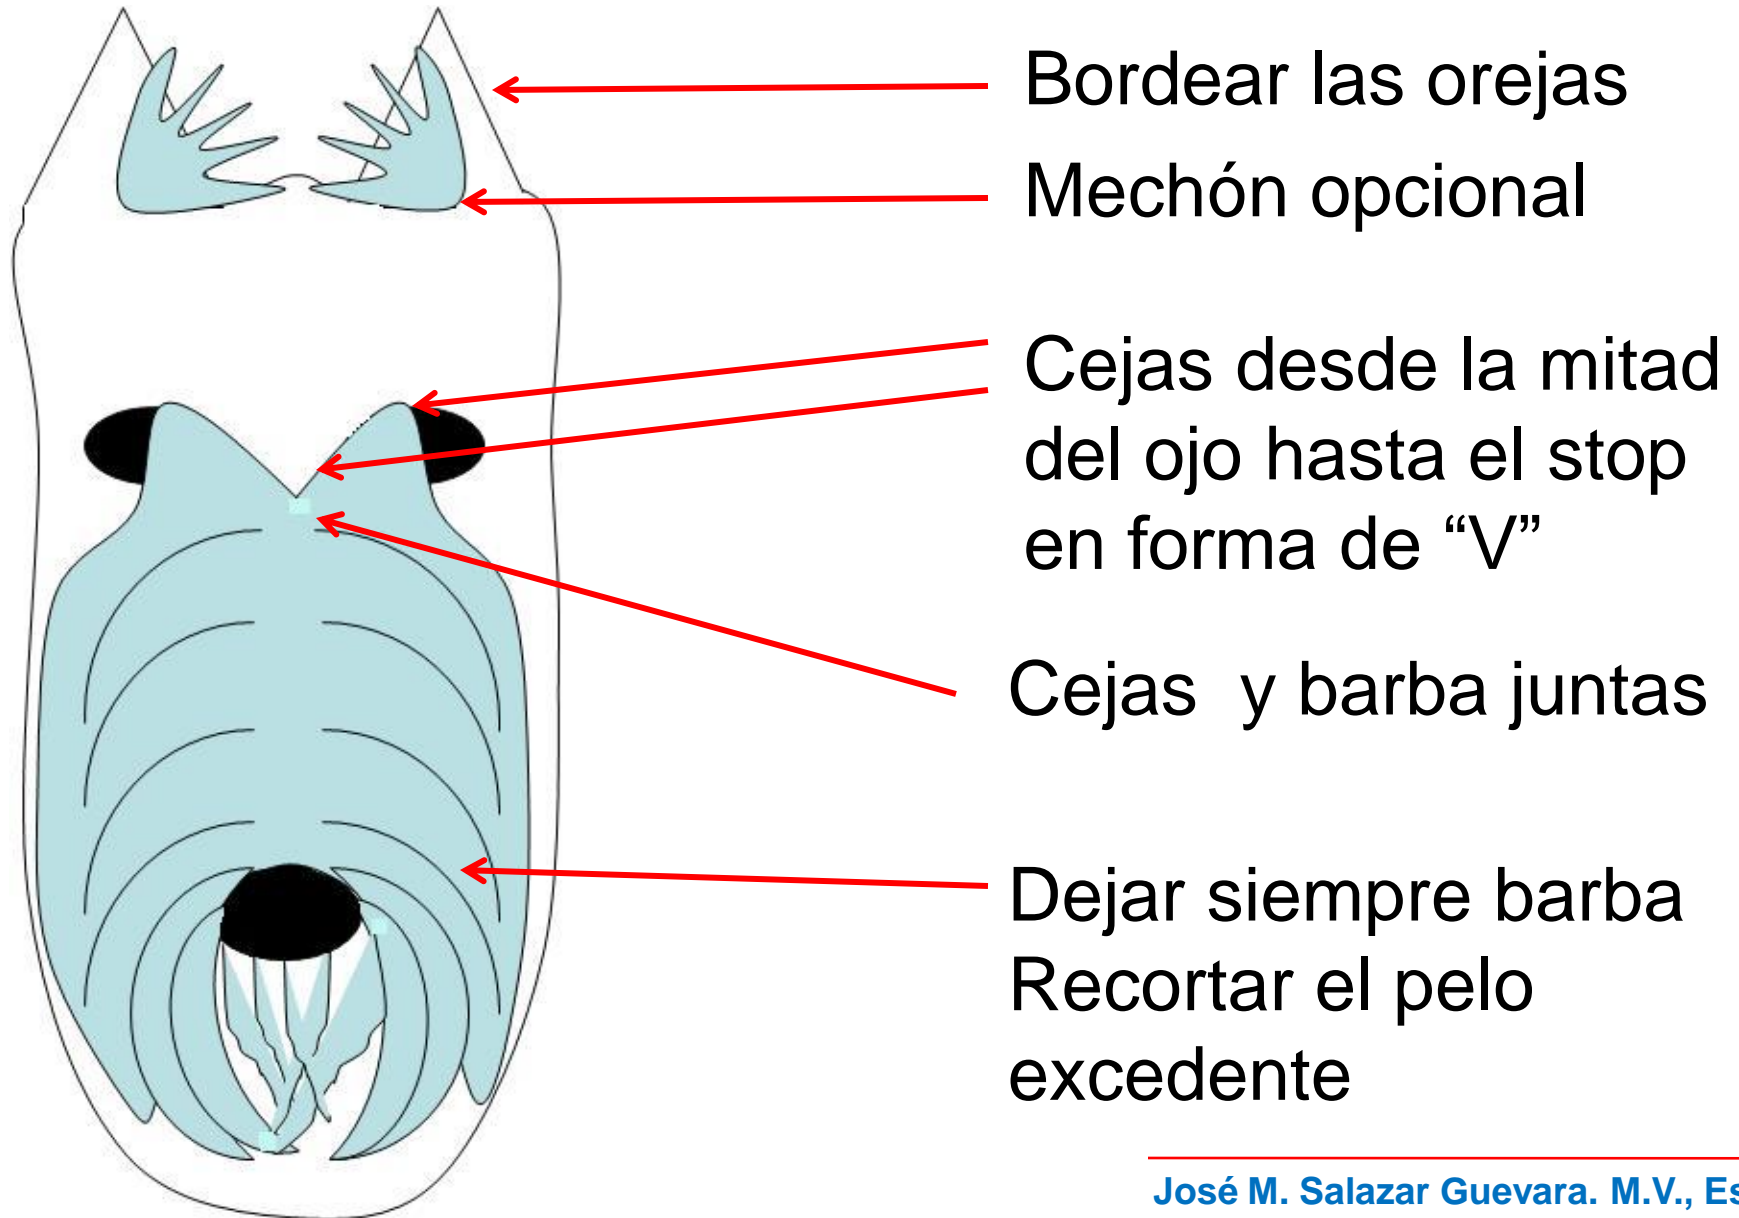 Bordear las orejas
Mechón opcional
Cejas desde la mitad
del ojo hasta el stop
en forma de “V”
Cejas y barba juntas
Dejar siempre barba
Recortar el pelo
excedente
José M. Salazar Guevara. M.V., Es